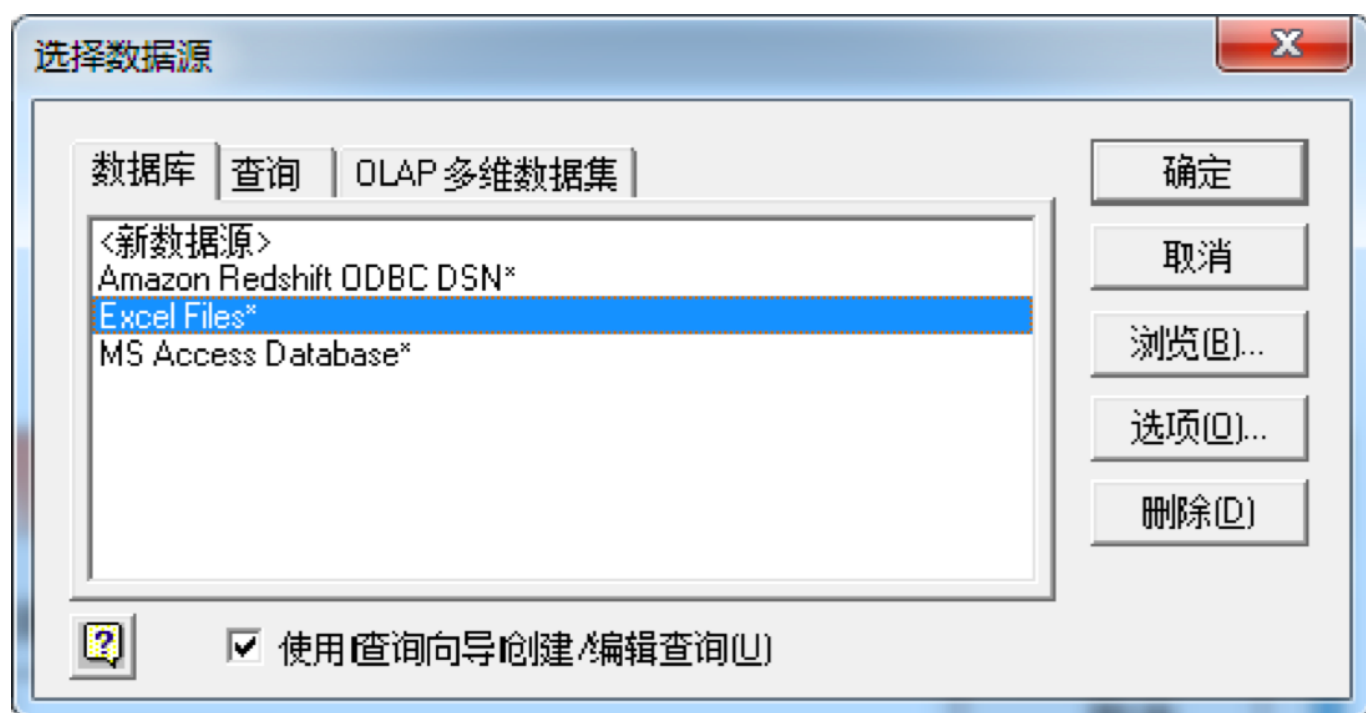 选择数据源
数据库 查询 OLAP 多维数据集
<新数据源>
Amazon Redshift ODBC DSN*
Excel Files*
MS Access Database*
确定
取消
浏览(B)...
选项(O)...
删除(D)
使用“查询向导”创建/编辑查询(U)